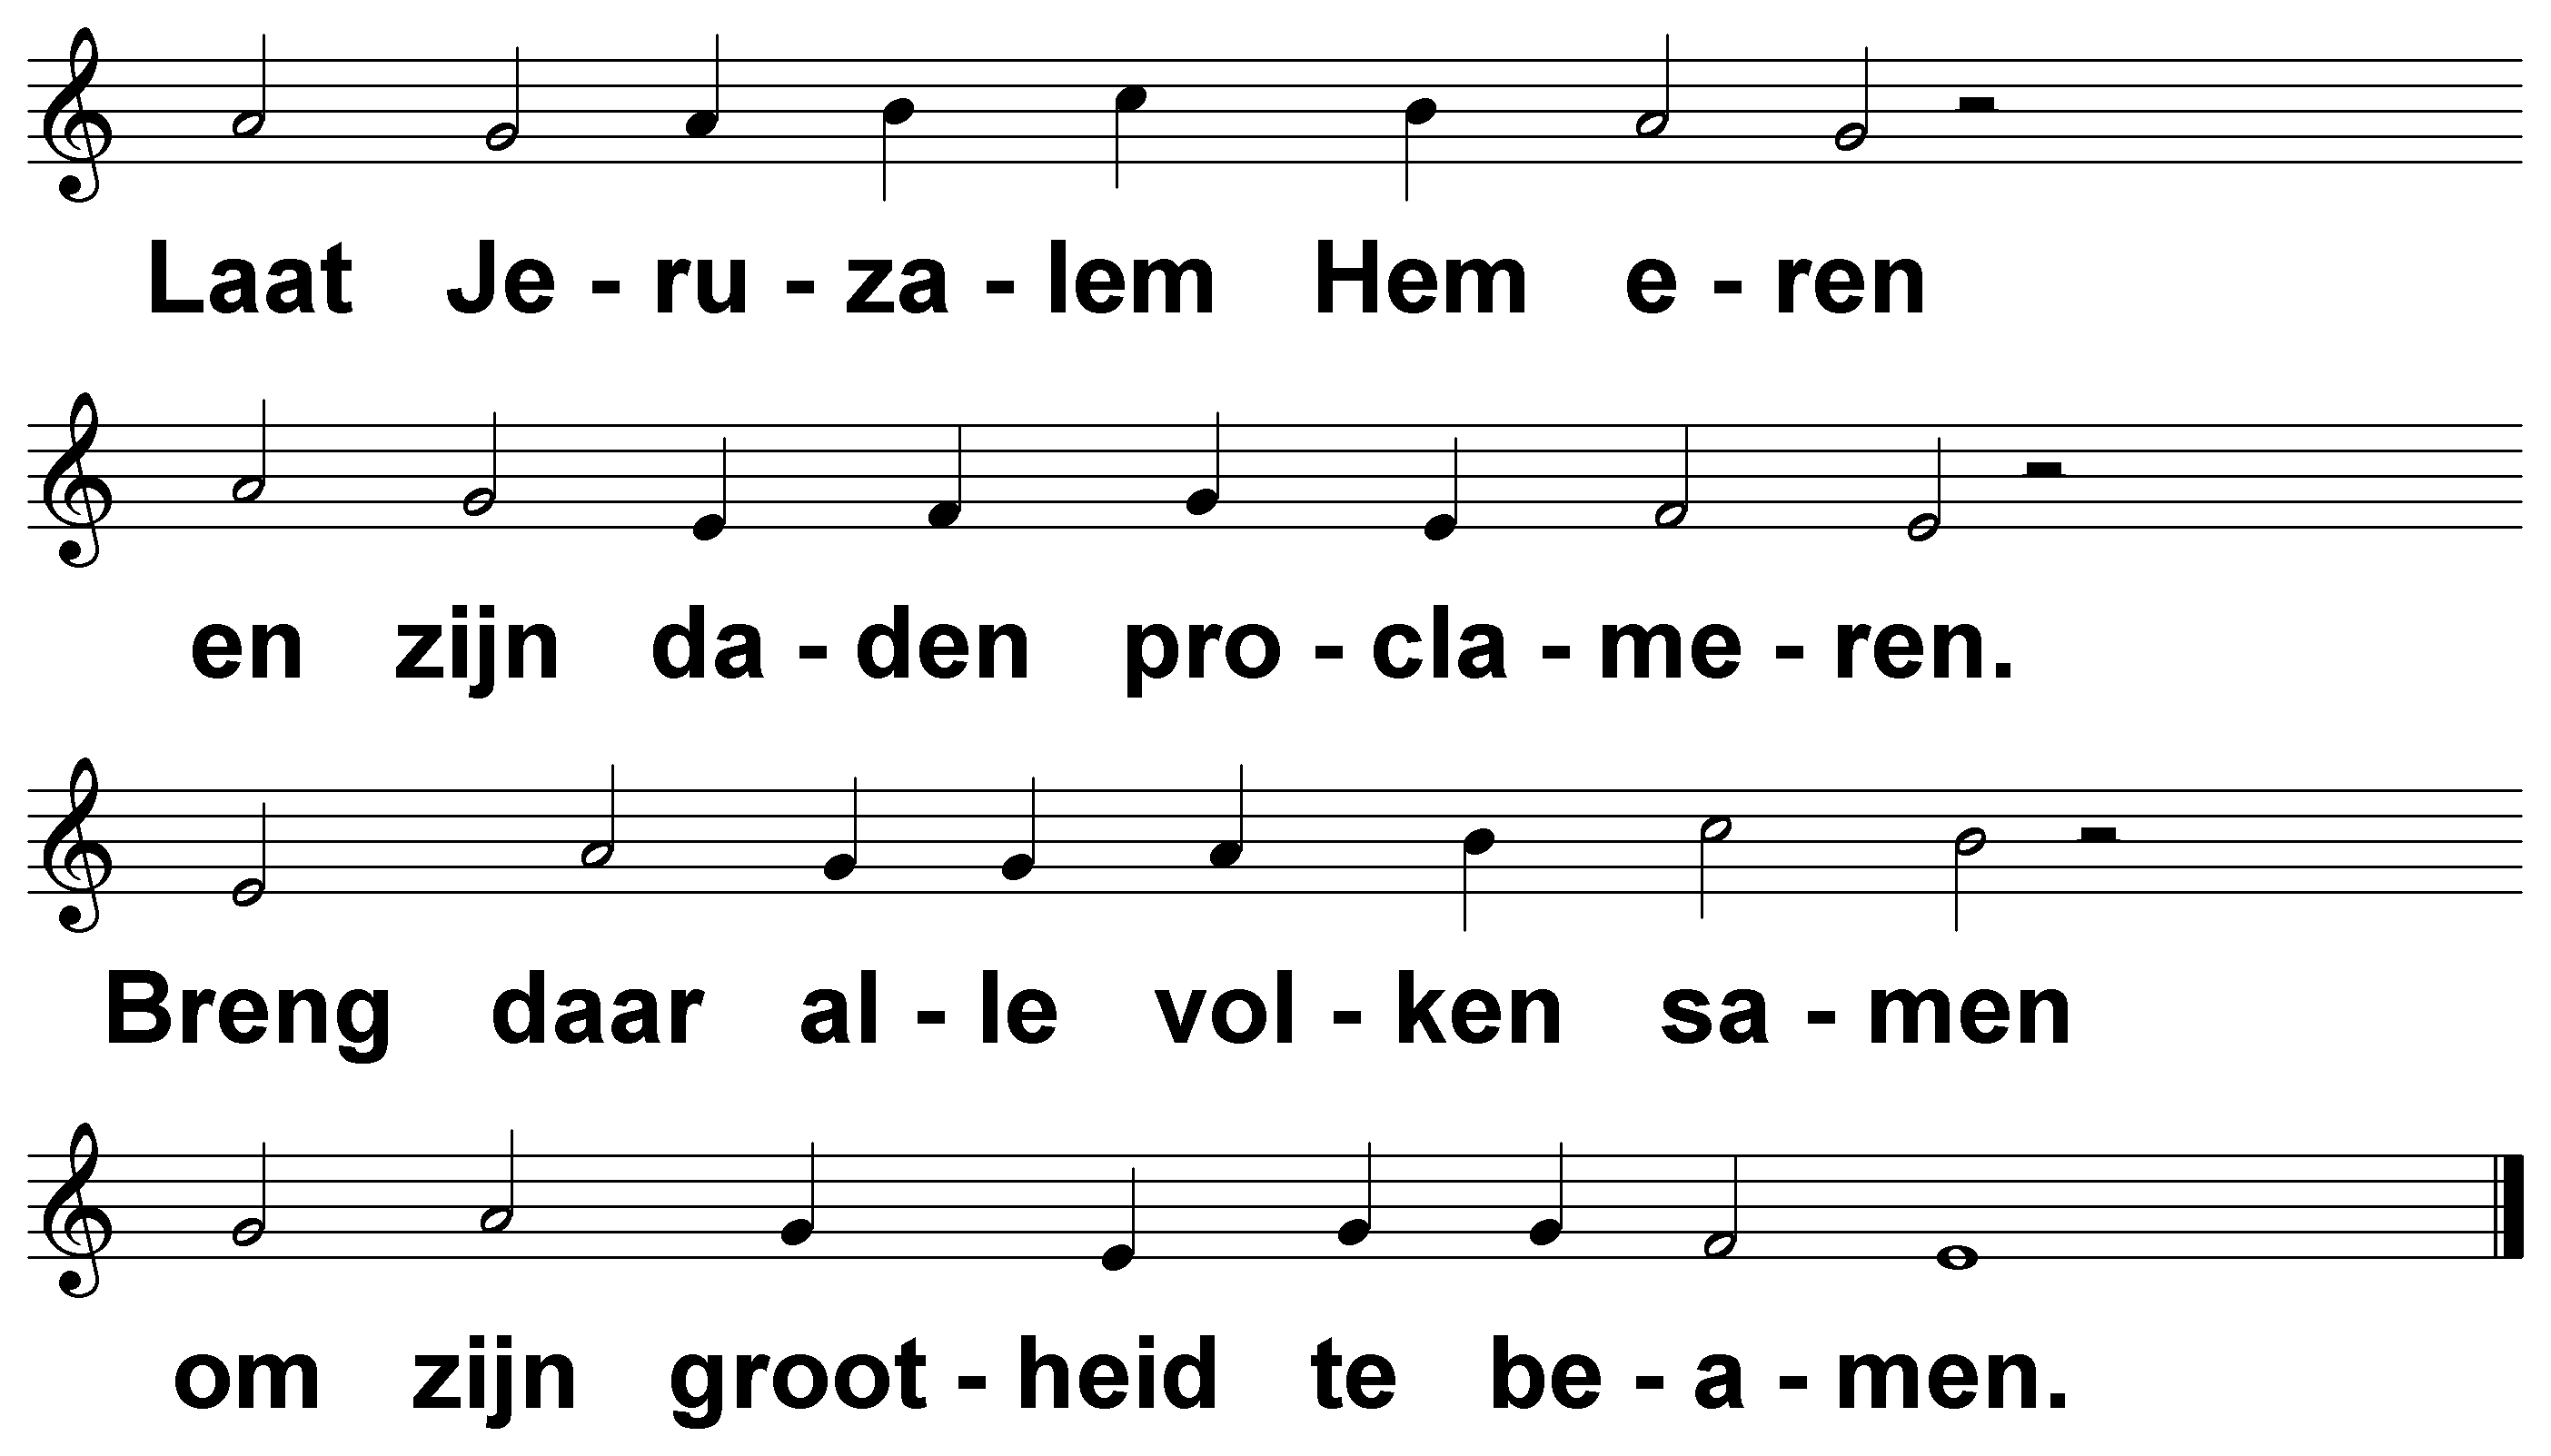 Laat Je - ru - za - lem Hem e - ren
en zijn da - den pro - cla - me - ren.
Breng daar al - le vol - ken sa - men
om zijn groot - heid te be - a - men.